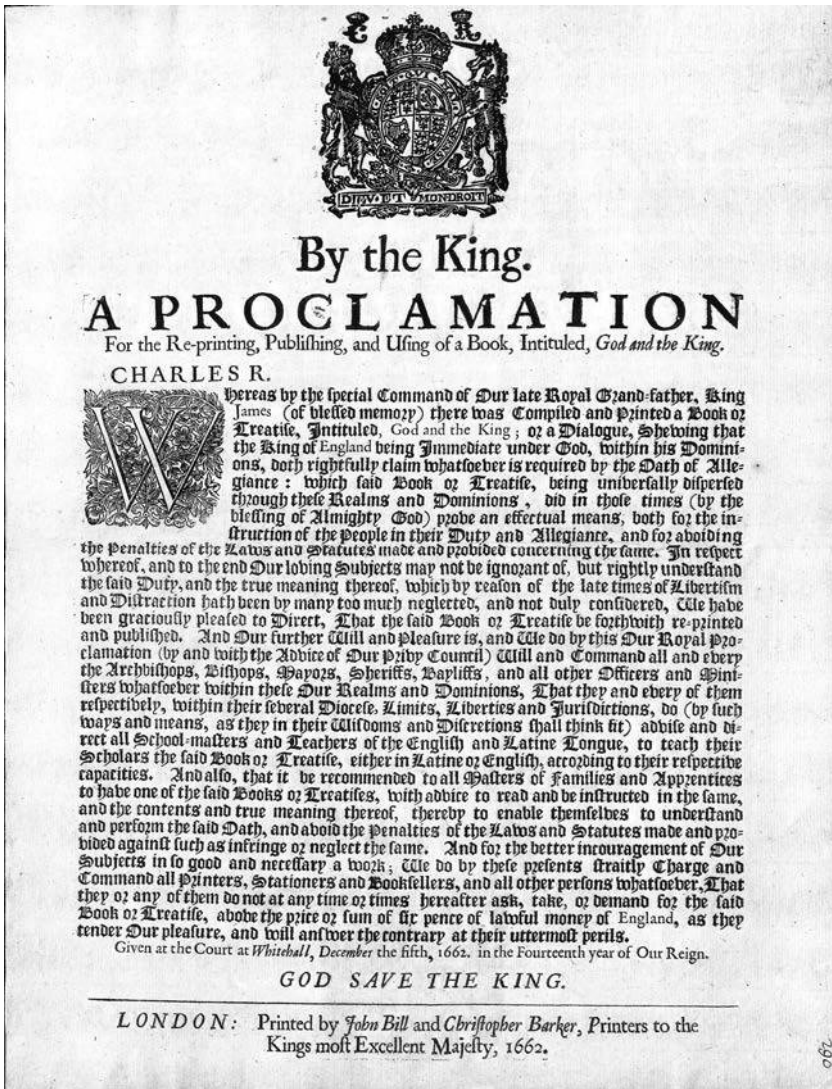 C R
DIEV·ET MONDROIT
By the King.
A PROCLAMATION
For the Re-printing, Publiſhing, and Uſing of a Book, Intituled, God and the King.
CHARLES R.
WHereas by the ſpecial Command of Our late Royal Grand-father, King
James (of bleſſed memory) there was Compiled and Printed a Book or
Treatiſe, Intituled, God and the King; or a Dialogue, Shewing that
the King of England being Immediate under God, within his Domini-
ons, doth rightfully claim whatſoever is required by the Oath of Alle-
giance: which ſaid Book or Treatiſe, being univerſally diſperſed
through theſe Realms and Dominions, did in thoſe times (by the
bleſſing of Almighty God) prove an effectual means, both for the in-
ſtruction of the People in their Duty and Allegiance, and for avoiding
the Penalties of the Laws and Statutes made and provided concerning the ſame. In reſpect
whereof, and to the end Our loving Subjects may not be ignorant of, but rightly underſtand
the ſaid Duty, and the true meaning thereof, which by reaſon of the late times of Libertiſm
and Diſtraction hath been by many too much neglected, and not duly conſidered, We have
been graciouſly pleaſed to Direct, That the ſaid Book or Treatiſe be forthwith re-printed
and publiſhed. And Our further Will and Pleaſure is, and We do by this Our Royal Pro-
clamation (by and with the Advice of Our Privy Council) Will and Command all and every
the Archbiſhops, Biſhops, Mayors, Sheriffs, Bayliffs, and all other Officers and Mini-
ſters whatſoever within theſe Our Realms and Dominions, That they and every of them
reſpectively, within their ſeveral Dioceſe, Limits, Liberties and Juriſdictions, do (by ſuch
ways and means, as they in their Wiſdoms and Diſcretions ſhall think fit) adviſe and di-
rect all School-maſters and Teachers of the Engliſh and Latine Tongue, to teach their
Scholars the ſaid Book or Treatiſe, either in Latine or Engliſh, according to their reſpective
capacities. And alſo, that it be recommended to all Maſters of Families and Apprentices
to have one of the ſaid Books or Treatiſes, with advice to read and be inſtructed in the ſame,
and the contents and true meaning thereof, thereby to enable themſelves to underſtand
and perform the ſaid Oath, and avoid the Penalties of the Laws and Statutes made and pro-
vided againſt ſuch as infringe or neglect the ſame. And for the better incouragement of Our
Subjects in ſo good and neceſſary a work; We do by theſe preſents ſtraitly Charge and
Command all Printers, Stationers and Bookſellers, and all other perſons whatſoever, That
they or any of them do not at any time or times hereafter ask, take, or demand for the ſaid
Book or Treatiſe, above the price or ſum of ſix pence of lawful money of England, as they
tender Our pleaſure, and will anſwer the contrary at their uttermoſt perils.
Given at the Court at Whitehall, December the fifth, 1662. in the Fourteenth year of Our Reign.
GOD SAVE THE KING.
LONDON: Printed by John Bill and Chriſtopher Barker, Printers to the
Kings moſt Excellent Majeſty, 1662.
290